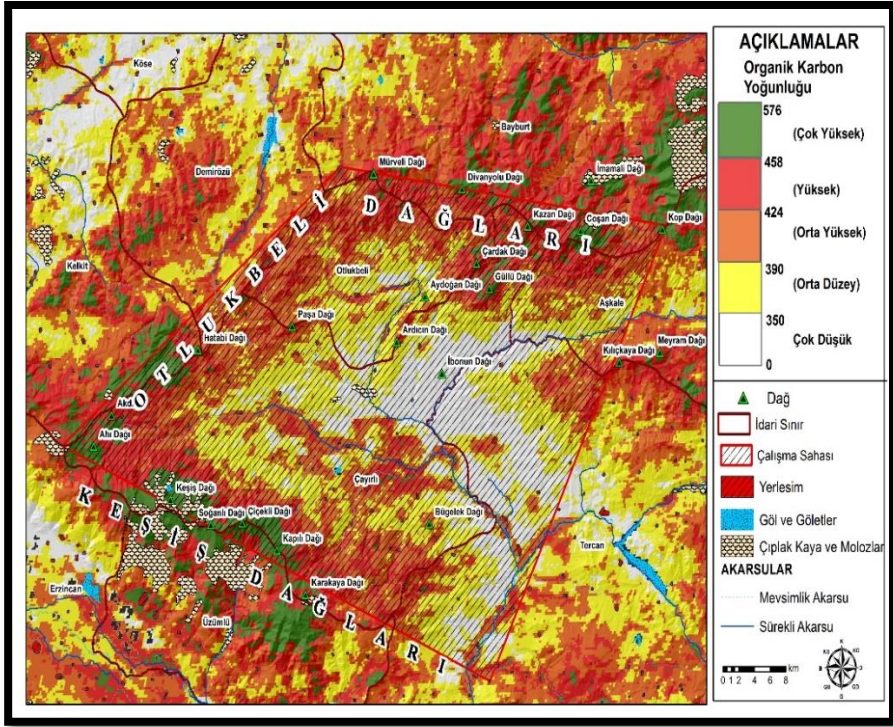 Köse
Bayburt
Demirözü
Mürveli Dağı
Divanyolu Dağı
İmamali Dağı
OTLUKBELİ DAĞLARI
Kazan Dağı
Coşan Dağı
Kop Dağı
Kelkit
Otlukbeli
Çardak Dağı
Güllü Dağı
Aydoğan Dağı
Aşkale
Hatabi Dağı
Paşa Dağı
Ardıcın Dağı
İbonun Dağı
Kılıçkaya Dağı
Meyram Dağı
Akd.
Ahı Dağı
KEŞİŞ DAĞLARI
Keşiş Dağı
Çayırlı
Soğanlı Dağı
Çiçekli Dağı
Bügelek Dağı
Kapılı Dağı
Tercan
Erzincan
Karakaya Dağı
Üzümlü
AÇIKLAMALAR
Organik Karbon
Yoğunluğu
576
(Çok Yüksek)
458
(Yüksek)
424
(Orta Yüksek)
390
(Orta Düzey)
350
Çok Düşük
0
Dağ
İdari Sınır
Çalışma Sahası
Yerlesim
Göl ve Göletler
Çıplak Kaya ve Molozlar
AKARSULAR
Mevsimlik Akarsu
Sürekli Akarsu
0 1 2 4 6 8 km